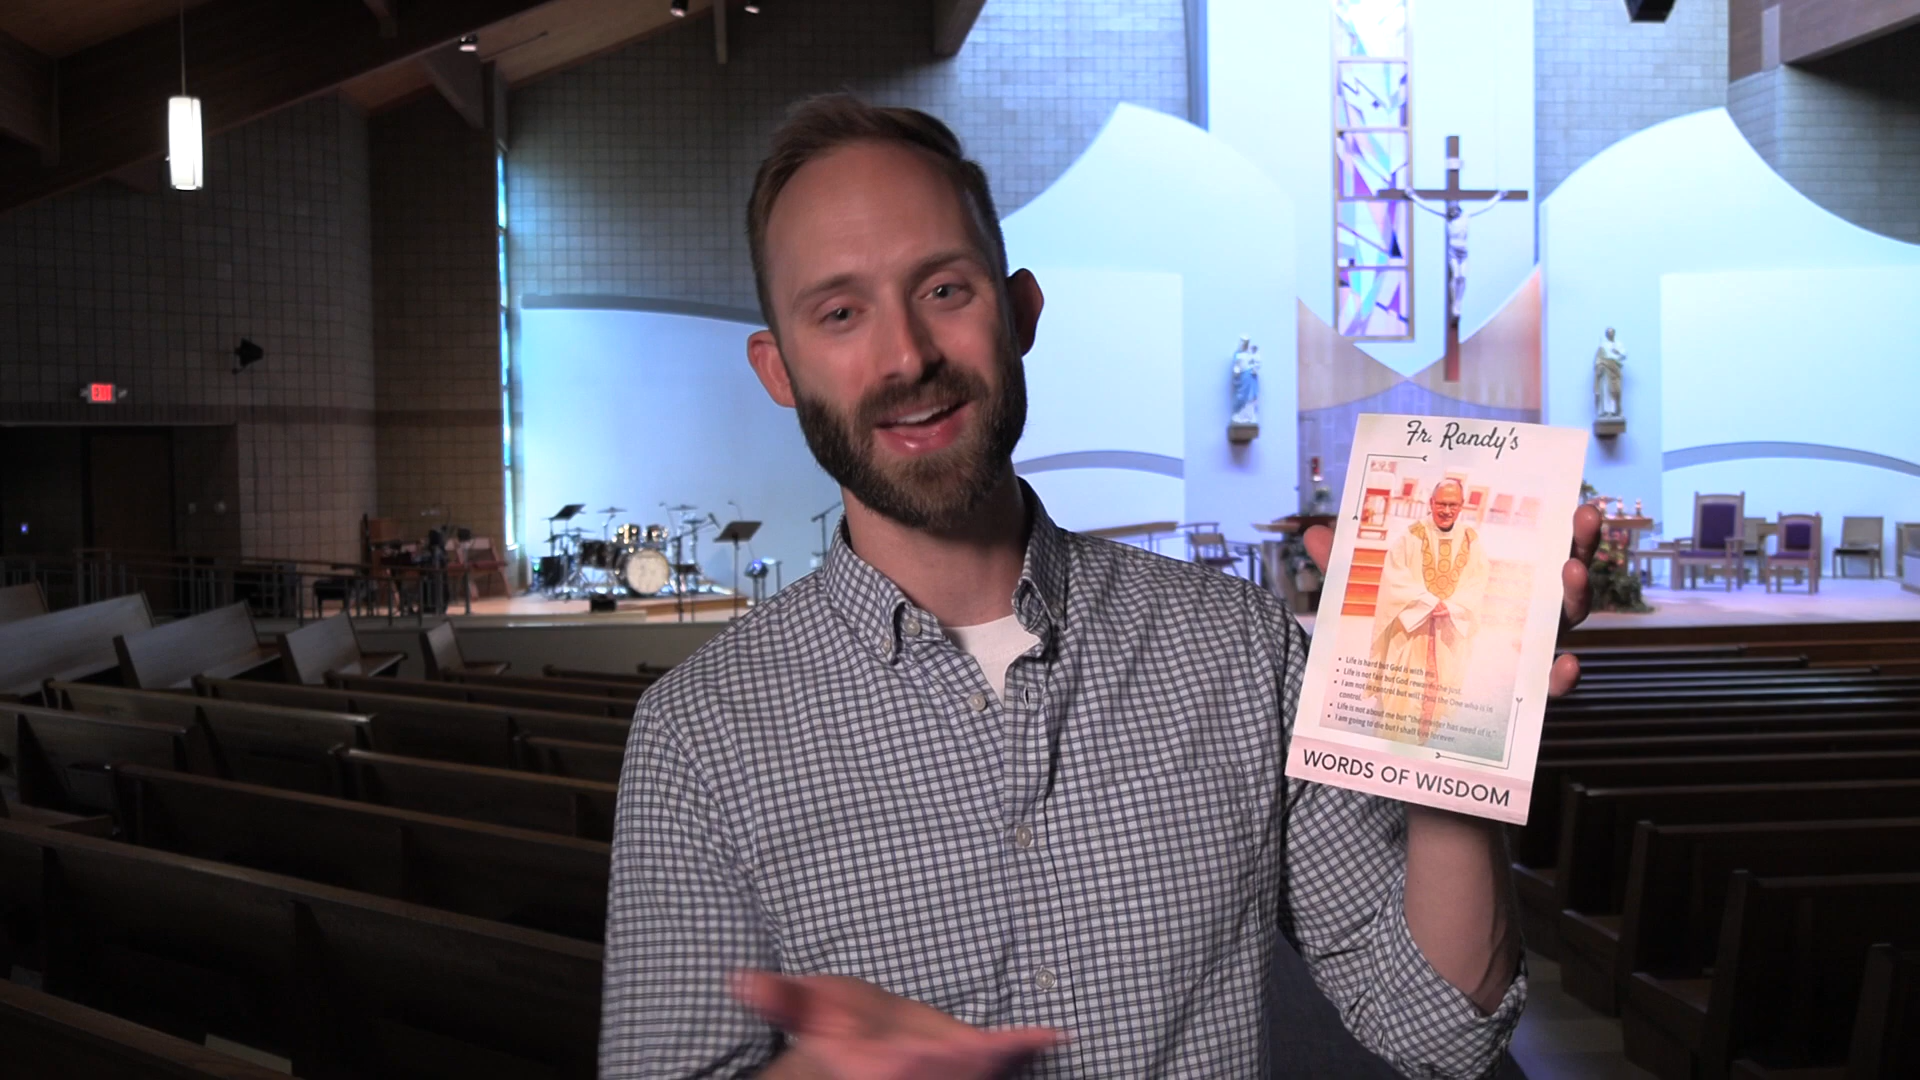 EXIT
Fr. Randy's
• Life is hard but God is with me.
• Life is not fair but God rewards the just.
• I am not in control but will trust the One who is in
control.
• Life is not about me but "the master has need of it."
• I am going to die but I shall live forever.
WORDS OF WISDOM